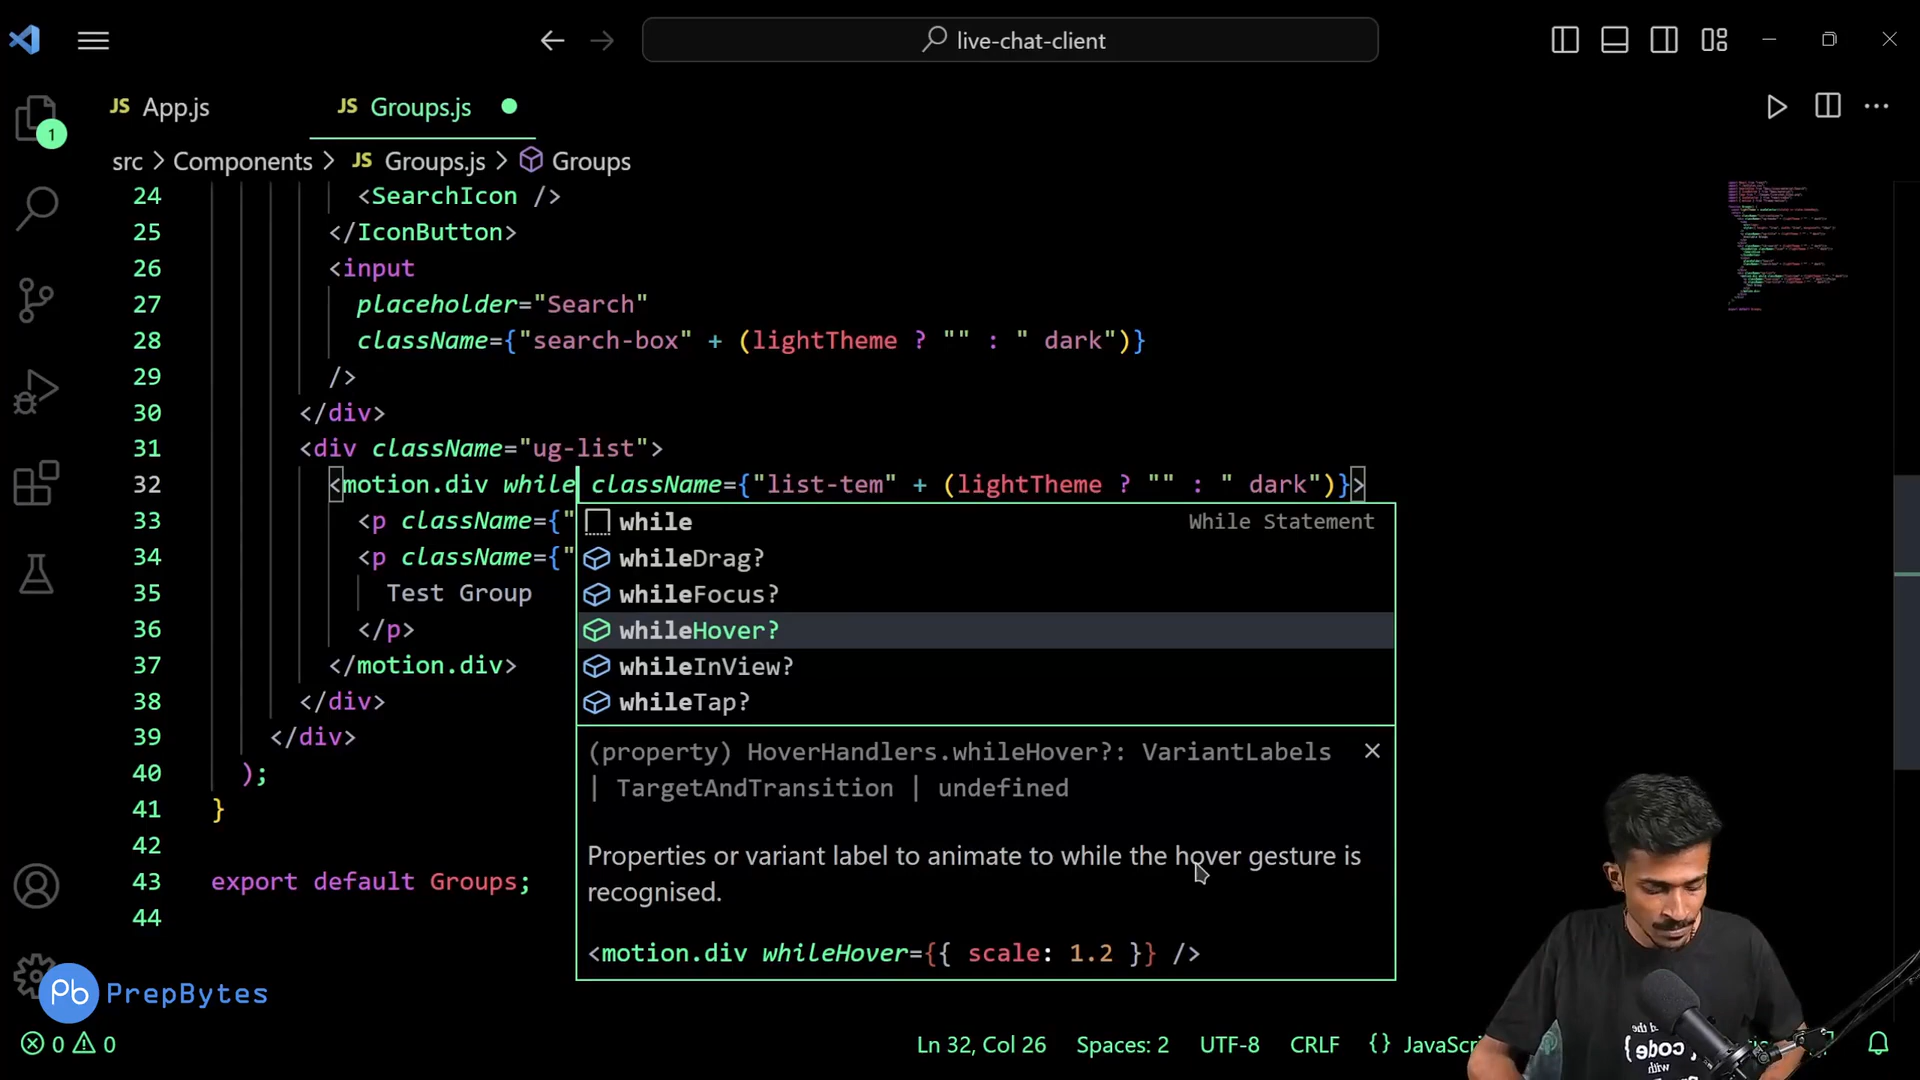 live-chat-client
JS App.js
JS Groups.js
1
src > Components > JS Groups.js > Groups
24 <SearchIcon />
25 </IconButton>
26 <input
27 placeholder="Search"
28 className={"search-box" + (lightTheme ? "" : " dark")}
29 />
30 </div>
31 <div className="ug-list">
32 <motion.div while className={"list-tem" + (lightTheme ? "" : " dark")}>
33 <p className={"
34 <p className={"
35 Test Group
36 </p>
37 </motion.div>
38 </div>
39 </div>
40 );
41 }
42
43 export default Groups;
44
while While Statement
whileDrag?
whileFocus?
whileHover?
whileInView?
whileTap?
(property) HoverHandlers.whileHover?: VariantLabels
| TargetAndTransition | undefined
Properties or variant label to animate to while the hover gesture is
recognised.
<motion.div whileHover={{ scale: 1.2 }} />
Pb PrepBytes
0 0
Ln 32, Col 26 Spaces: 2 UTF-8 CRLF {} JavaScri
{code}